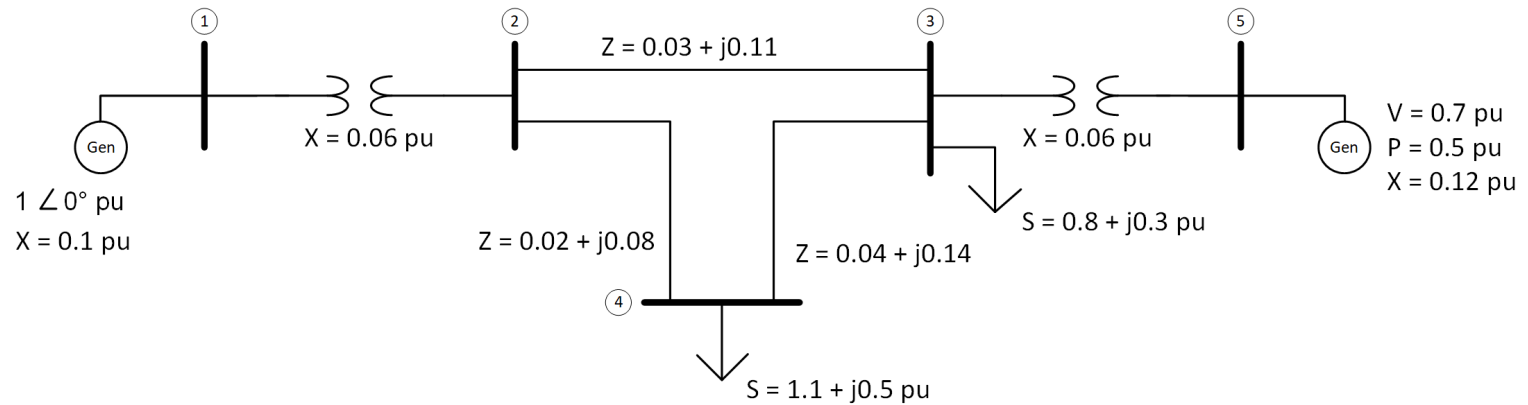 1
2
3
5
Z = 0.03 + j0.11
Gen
X = 0.06 pu
X = 0.06 pu
Gen
V = 0.7 pu
P = 0.5 pu
X = 0.12 pu
1 ∠0° pu
X = 0.1 pu
S = 0.8 + j0.3 pu
Z = 0.02 + j0.08
Z = 0.04 + j0.14
4
S = 1.1 + j0.5 pu